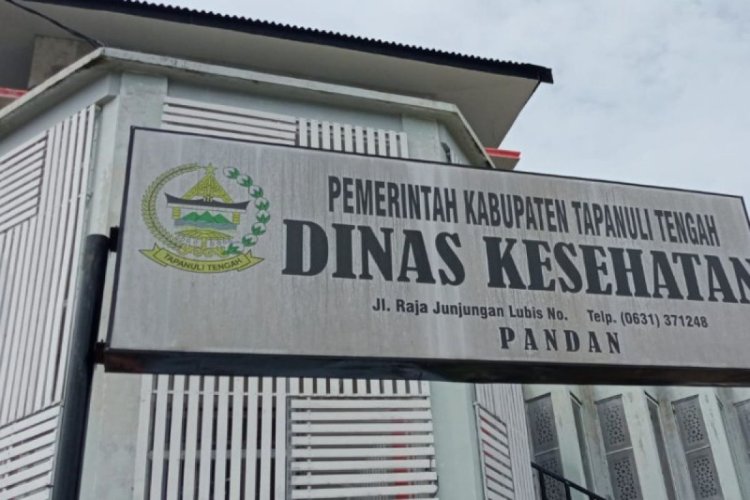 PEMERINTAH KABUPATEN TAPANULI TENGAH
DINAS KESEHATAN
Jl. Raja Junjungan Lubis No.   Telp. (0631) 371248
PANDAN
TAPANULI TENGAH